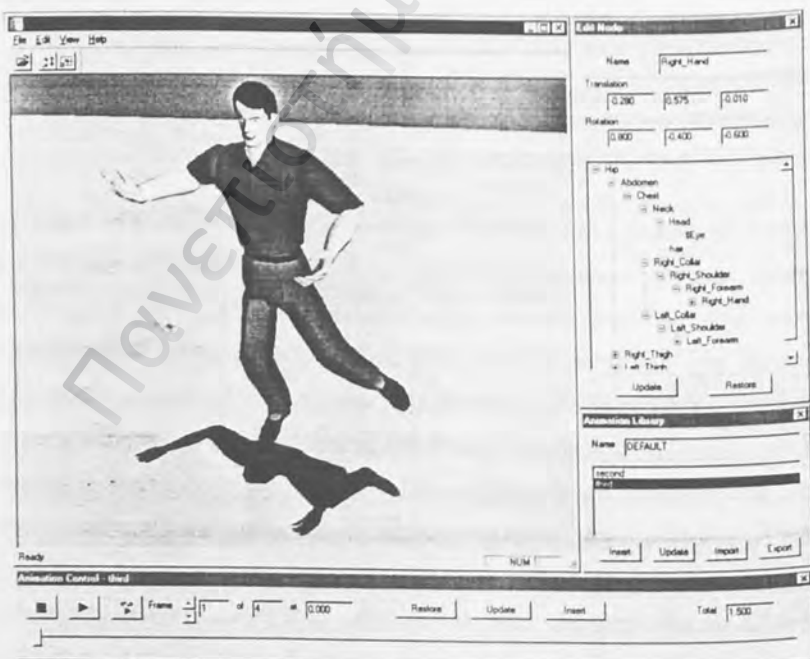 File Edit View Help
Ready
NUM
Edit Node
Name Right_Hand
Translation
-0.280 0.575 -0.010
Rotation
0.800 -0.400 -0.600
Hip
Abdomen
Chest
Neck
Head
hair
Right_Collar
Right_Shoulder
Right_Forearm
Right_Hand
Left_Collar
Left_Shoulder
Left_Forearm
Right_Thigh
Left_Thigh
Update Restore
Animation Library
Name DEFAULT
second
third
Insert Update Import Export
Animation Control - third
Frame 1 of 4 at 0.000 Restore Update Insert Total 1.500